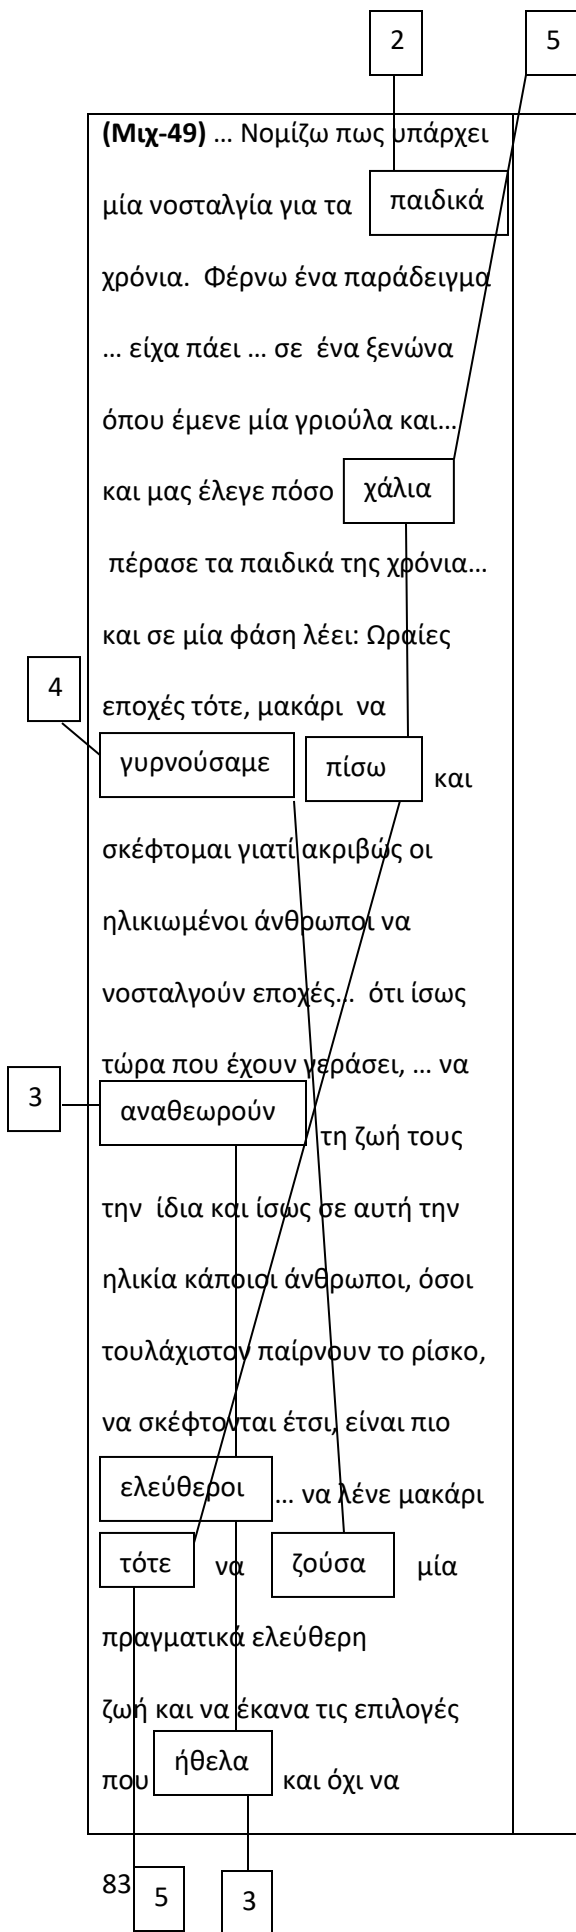 2 5
(Μιχ-49) ... Νομίζω πως υπάρχει
μία νοσταλγία για τα παιδικά
χρόνια. Φέρνω ένα παράδειγμα
... είχα πάει ... σε ένα ξενώνα
όπου έμενε μία γριούλα και...
και μας έλεγε πόσο χάλια
πέρασε τα παιδικά της χρόνια...
και σε μία φάση λέει: Ωραίες
4
εποχές τότε, μακάρι να
γυρνούσαμε πίσω και
σκέφτομαι γιατί ακριβώς οι
ηλικιωμένοι άνθρωποι να
νοσταλγούν εποχές... ότι ίσως
τώρα που έχουν γεράσει, ... να
3
αναθεωρούν τη ζωή τους
την ίδια και ίσως σε αυτή την
ηλικία κάποιοι άνθρωποι, όσοι
τουλάχιστον παίρνουν το ρίσκο,
να σκέφτονται έτσι, είναι πιο
ελεύθεροι ... να λένε μακάρι
τότε να ζούσα μία
πραγματικά ελεύθερη
ζωή και να έκανα τις επιλογές
που ήθελα και όχι να
83 5 3